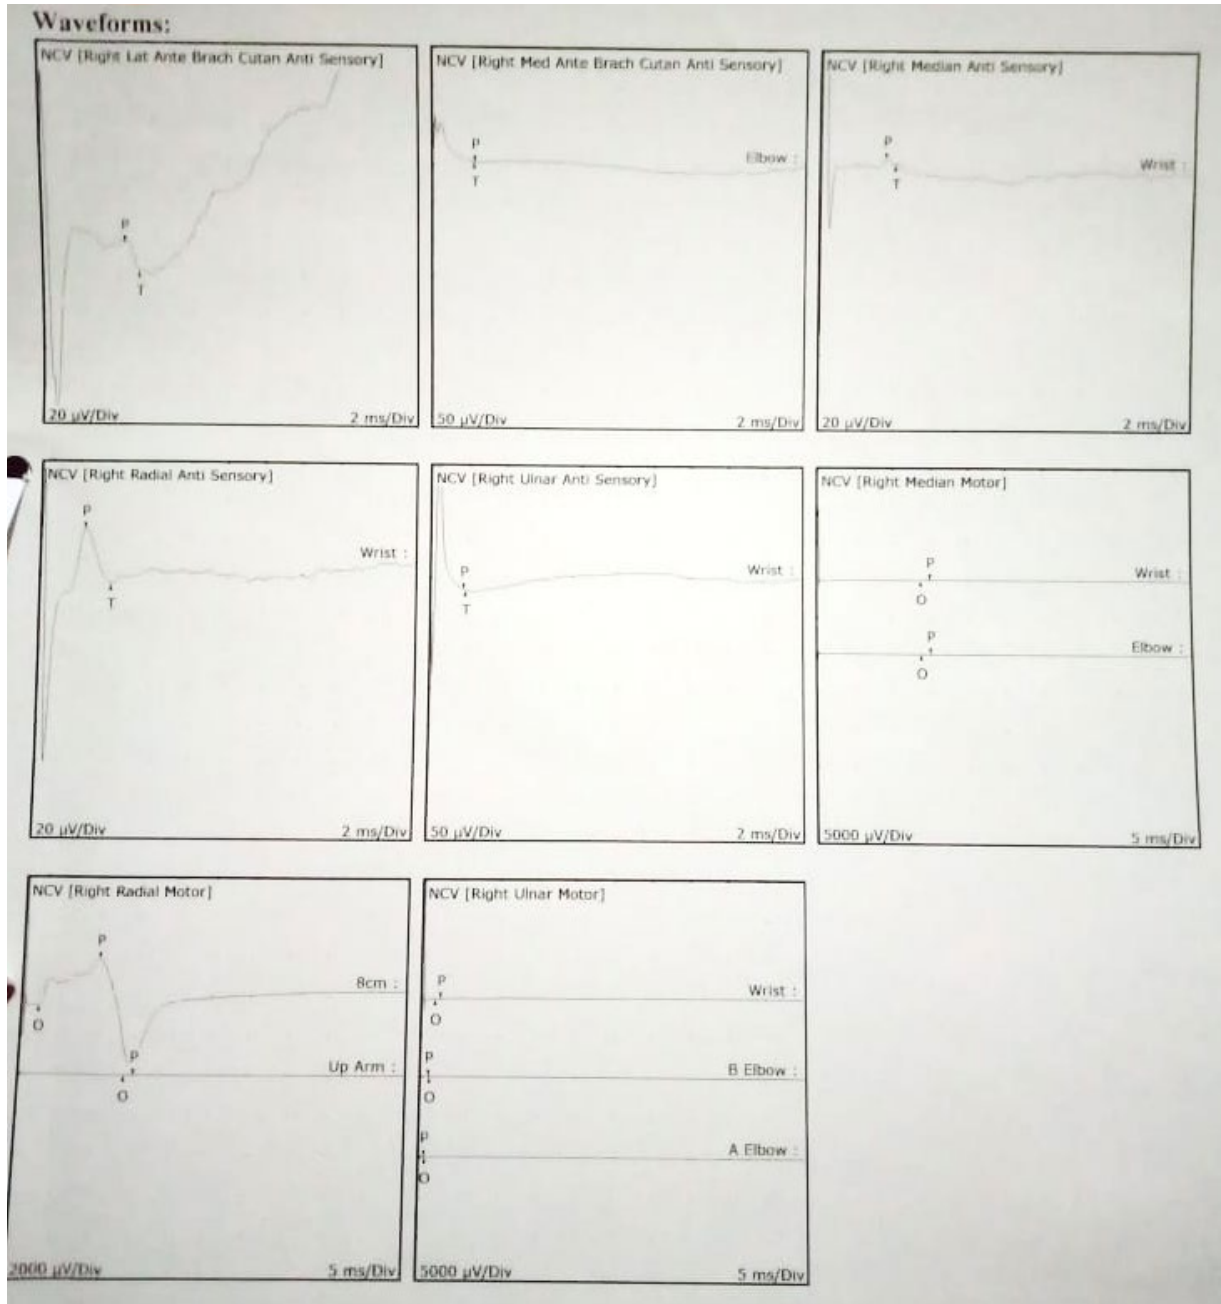 Waveforms:
NCV [Right Lat Ante Brach Cutan Anti Sensory]
P
T
20 µV/Div
2 ms/Div
NCV [Right Med Ante Brach Cutan Anti Sensory]
P
Elbow :
T
50 µV/Div
2 ms/Div
NCV [Right Median Anti Sensory]
P
Wrist :
T
20 µV/Div
2 ms/Div
NCV [Right Radial Anti Sensory]
P
Wrist :
T
20 µV/Div
2 ms/Div
NCV [Right Ulnar Anti Sensory]
P
Wrist :
T
50 µV/Div
2 ms/Div
NCV [Right Median Motor]
P
Wrist :
O
P
Elbow :
O
5000 µV/Div
5 ms/Div
NCV [Right Radial Motor]
P
8cm :
O
P
Up Arm :
O
2000 µV/Div
5 ms/Div
NCV [Right Ulnar Motor]
P
Wrist :
O
P
B Elbow :
O
P
A Elbow :
O
5000 µV/Div
5 ms/Div